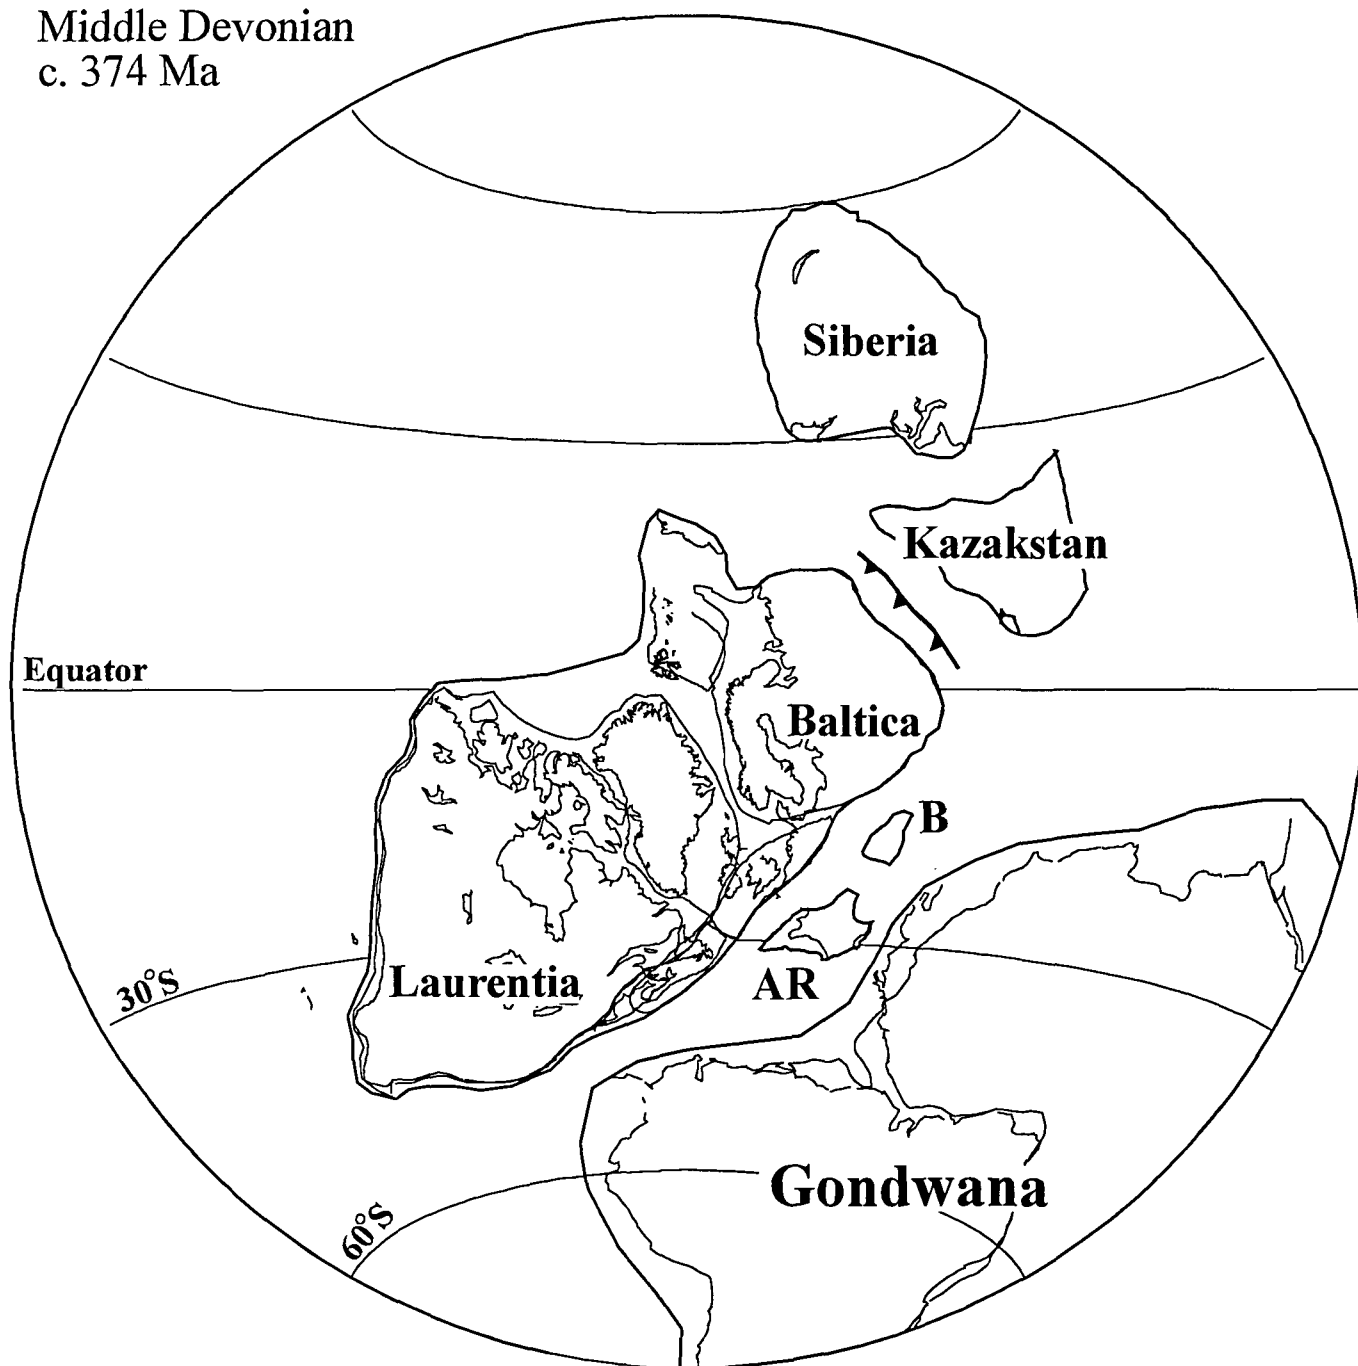 Middle Devonian
c. 374 Ma
Siberia
Kazakstan
Equator
Baltica
B
Laurentia
30°S
AR
Gondwana
60°S